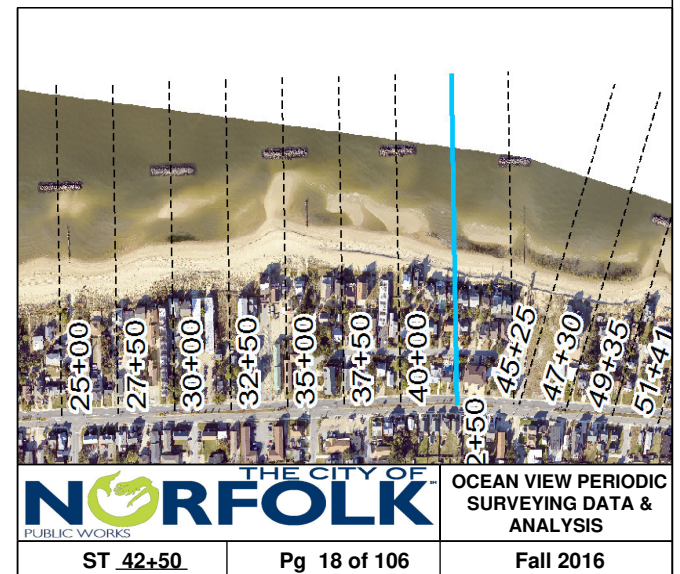 25+00
27+50
30+00
32+50
35+00
37+50
40+00
2+50
45+25
47+30
49+35
51+41
THE CITY OF
NORFOLK
PUBLIC WORKS
OCEAN VIEW PERIODIC
SURVEYING DATA &
ANALYSIS
ST 42+50
Pg 18 of 106
Fall 2016